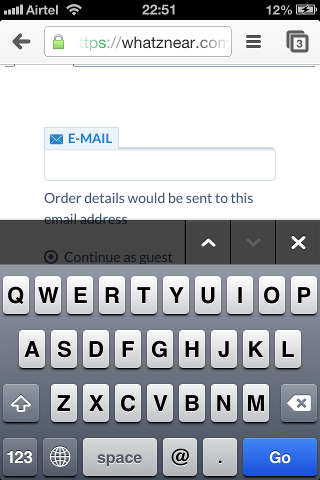 Airtel 22:51 12%
ttps://whatznear.com 3
E-MAIL
Order details would be sent to this
email address
Continue as guest
Q W E R T Y U I O P
A S D F G H J K L
Z X C V B N M
123 space @ . Go